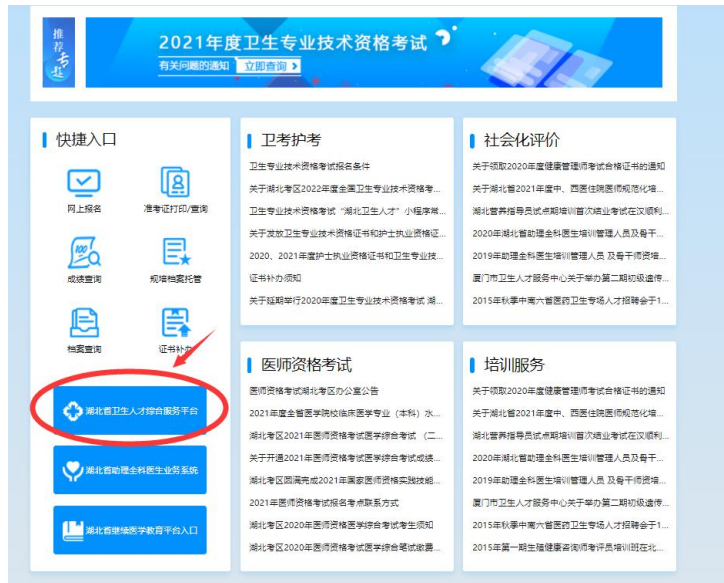 推荐专题
2021年度卫生专业技术资格考试
有关问题的通知 立即查询 >
快捷入口
网上报名
准考证打印/查询
100
成绩查询
规培档案托管
档案查询
证书补办
湖北省卫生人才综合服务平台
湖北省助理全科医生业务系统
湖北省继续医学教育平台入口
卫考护考
卫生专业技术资格考试报名条件
关于湖北考区2022年度全国卫生专业技术资格考...
卫生专业技术资格考试“湖北卫生人才”小程序常...
关于发放卫生专业技术资格证书和护士执业资格证...
2020、2021年度护士执业资格证书和卫生专业技...
证书补办须知
关于延期举行2020年度卫生专业技术资格考试 湖...
社会化评价
关于领取2020年度健康管理师考试合格证书的通知
关于湖北省2021年度中、西医住院医师规范化培...
湖北营养指导员试点期培训首次结业考试在汉顺利...
2020年湖北省助理全科医生培训管理人员及骨干...
2019年助理全科医生培训管理人员 及骨干师资培...
厦门市卫生人才服务中心关于举办第二期初级遗传...
2015年秋季中南六省医药卫生专场人才招聘会于1...
医师资格考试
医师资格考试湖北考区办公室公告
2021年度全省医学院校临床医学专业（本科）水...
湖北考区2021年医师资格考试医学综合考试 （二...
关于开通2021年医师资格考试医学综合考试成绩...
湖北考区圆满完成2021年国家医师资格实践技能...
2021年医师资格考试报名考点联系方式
湖北考区2020年医师资格医学综合考试考生须知
湖北考区2020年医师资格考试医学综合笔试缴费...
培训服务
关于领取2020年度健康管理师考试合格证书的通知
关于湖北省2021年度中、西医住院医师规范化培...
湖北营养指导员试点期培训首次结业考试在汉顺利...
2020年湖北省助理全科医生培训管理人员及骨干...
2019年助理全科医生培训管理人员 及骨干师资培...
厦门市卫生人才服务中心关于举办第二期初级遗传...
2015年秋季中南六省医药卫生专场人才招聘会于1...
2015年第一期生殖健康咨询师考评员培训班在北...